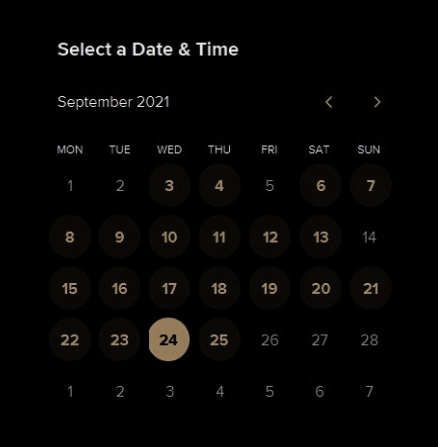 Select a Date & Time
September 2021
MON TUE WED THU FRI SAT SUN
1 2 3 4 5 6 7
8 9 10 11 12 13 14
15 16 17 18 19 20 21
22 23 24 25 26 27 28
1 2 3 4 5 6 7